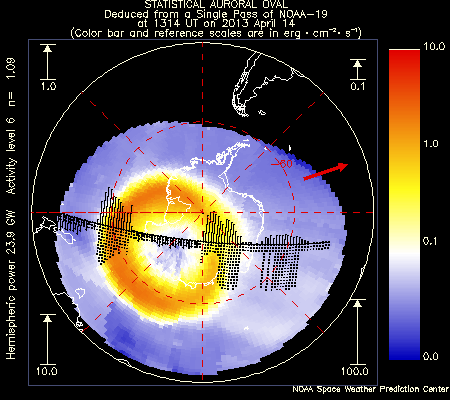 STATISTICAL AURORAL OVAL
Deduced from a Single Pass of NOAA-19
at 1314 UT on 2013 April 14
(Color bar and reference scales are in erg · cm⁻² · s⁻¹)
1.0
0.1
10.0
1.0
0.1
0.0
-60
Hemispheric power 23.9 GW Activity level 6 n= 1.09
10.0
100.0
NOAA Space Weather Prediction Center